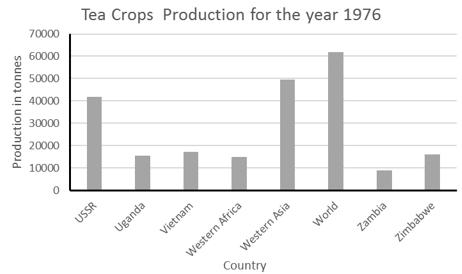 Tea Crops Production for the year 1976
Production in tonnes
70000
60000
50000
40000
30000
20000
10000
0
USSR
Uganda
Vietnam
Western Africa
Western Asia
World
Zambia
Zimbabwe
Country